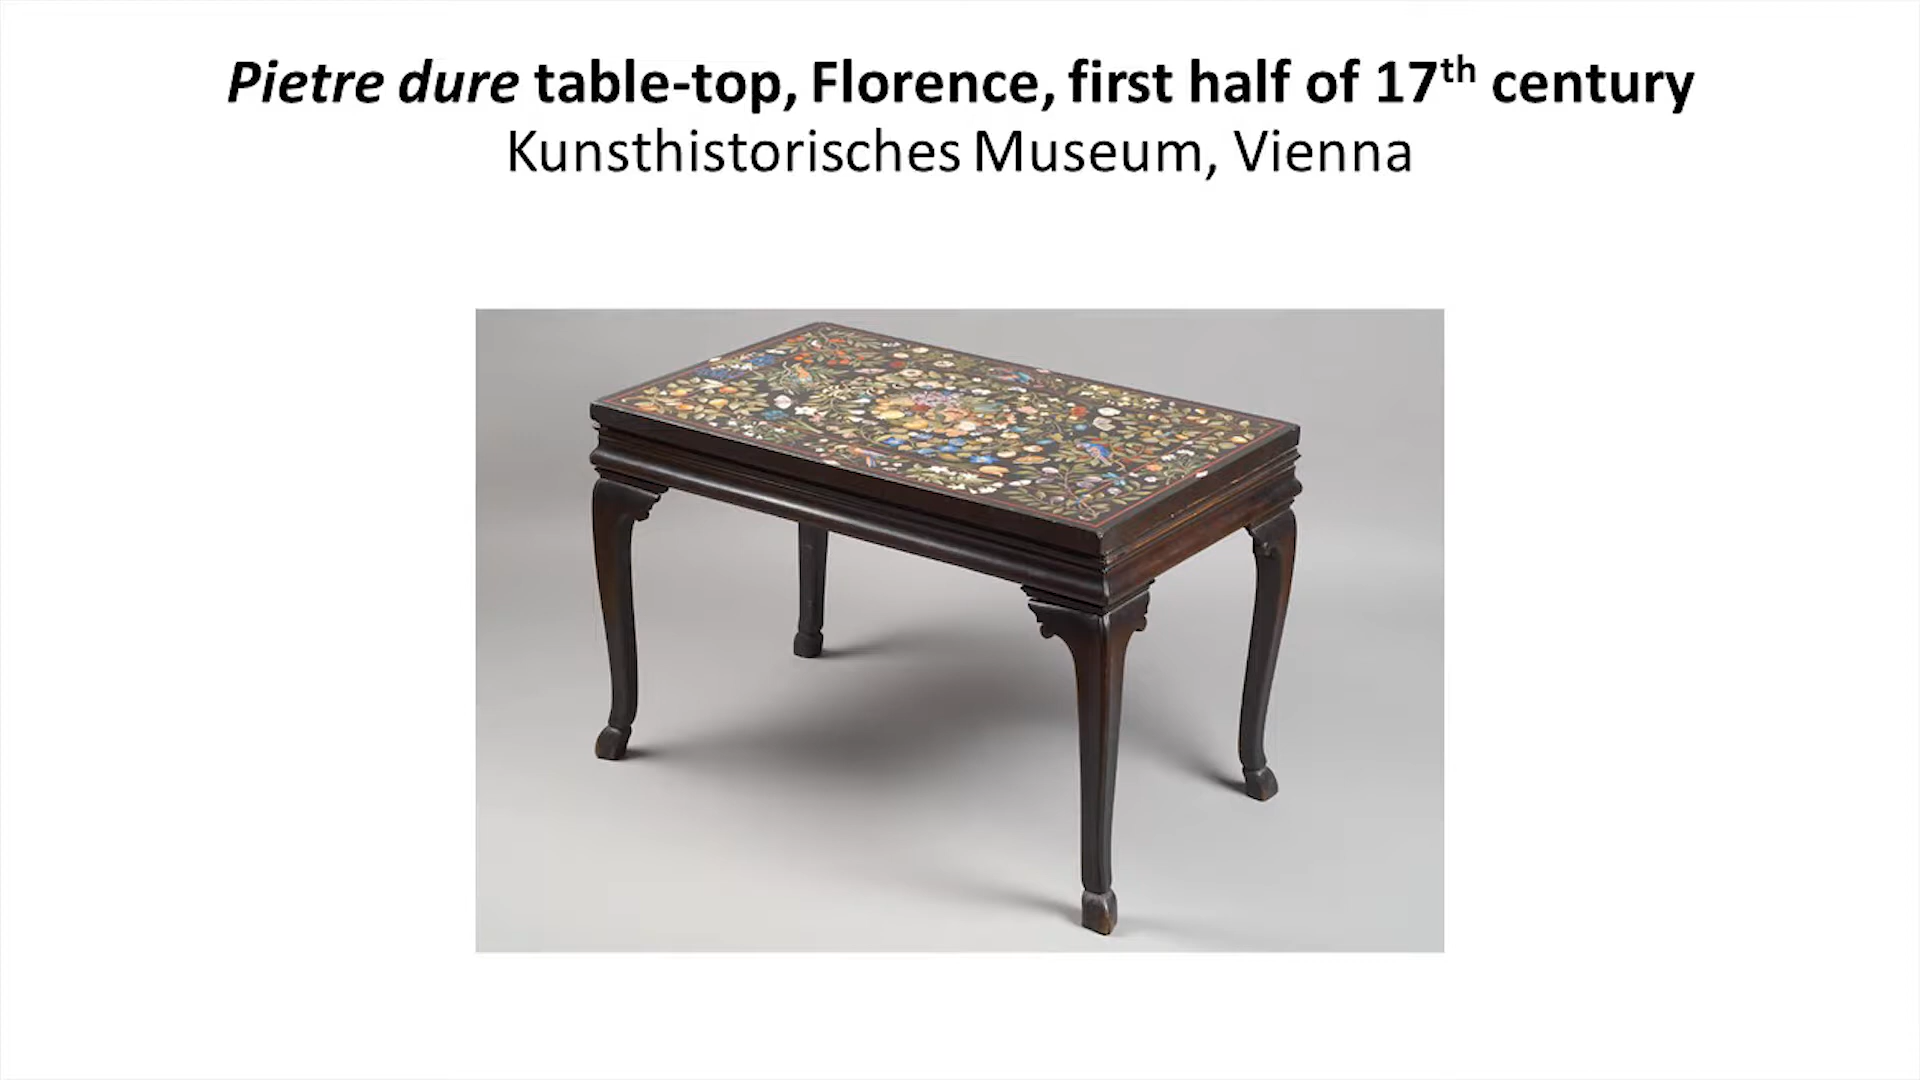 Pietre dure table-top, Florence, first half of 17th century
Kunsthistorisches Museum, Vienna